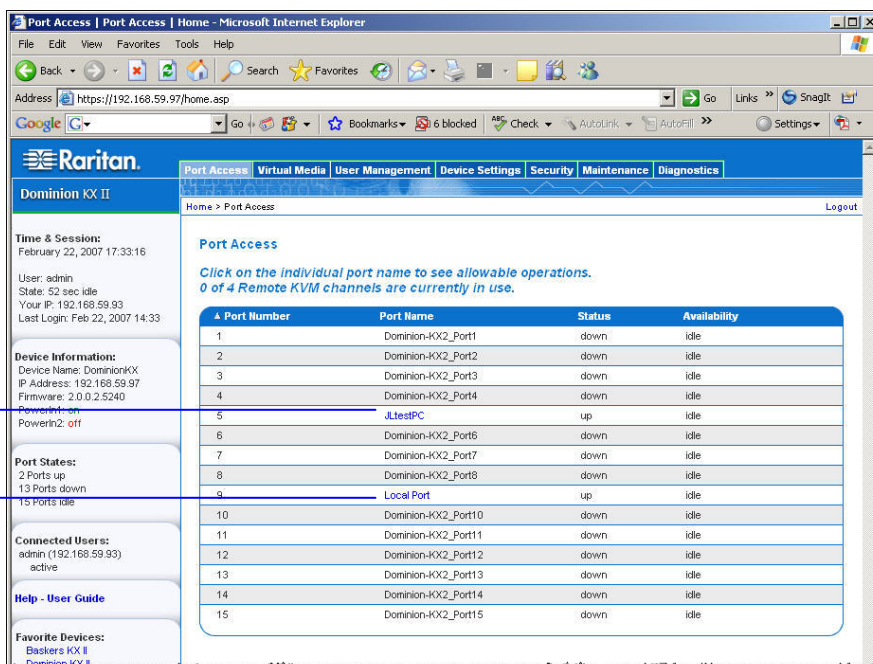 Port Access | Port Access | Home - Microsoft Internet Explorer
File Edit View Favorites Tools Help
Back Search Favorites
Address https://192.168.59.97/home.asp Go Links » SnagIt
Google G Go Bookmarks 6 blocked Check AutoLink AutoFill » Settings
Raritan.
Dominion KX II
Port Access Virtual Media User Management Device Settings Security Maintenance Diagnostics
Home > Port Access Logout
Time & Session:
February 22, 2007 17:33:16
User: admin
State: 52 sec idle
Your IP: 192.168.59.93
Last Login: Feb 22, 2007 14:33
Device Information:
Device Name: DominionKX
IP Address: 192.168.59.97
Firmware: 2.0.0.2.5240
PowerIn1: on
PowerIn2: off
Port States:
2 Ports up
13 Ports down
15 Ports idle
Connected Users:
admin (192.168.59.93)
active
Help - User Guide
Favorite Devices:
Baskers KX II
Dominion KX II
Port Access
Click on the individual port name to see allowable operations.
0 of 4 Remote KVM channels are currently in use.
▲ Port Number Port Name Status Availability
1 Dominion-KX2_Port1 down idle
2 Dominion-KX2_Port2 down idle
3 Dominion-KX2_Port3 down idle
4 Dominion-KX2_Port4 down idle
5 JLtestPC up idle
6 Dominion-KX2_Port6 down idle
7 Dominion-KX2_Port7 down idle
8 Dominion-KX2_Port8 down idle
9 Local Port up idle
10 Dominion-KX2_Port10 down idle
11 Dominion-KX2_Port11 down idle
12 Dominion-KX2_Port12 down idle
13 Dominion-KX2_Port13 down idle
14 Dominion-KX2_Port14 down idle
15 Dominion-KX2_Port15 down idle